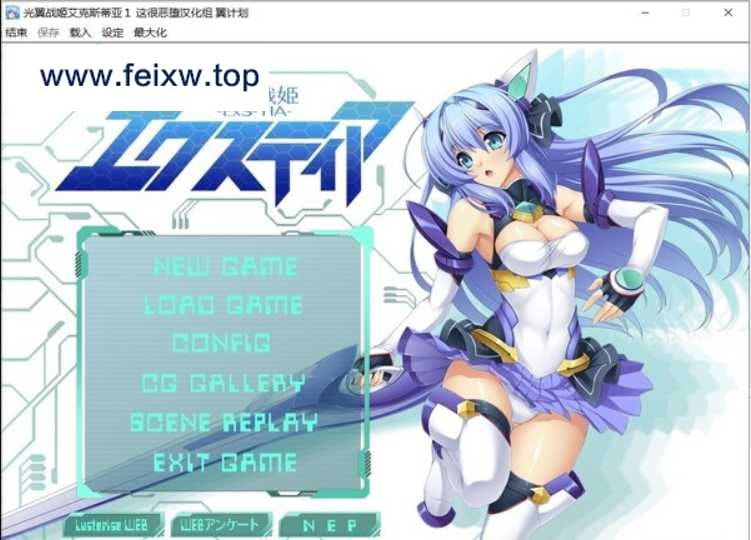 光翼战姬艾克斯蒂亚1 这很恶堕汉化组 翼计划
结束 保存 载入 设定 最大化
www.feixw.top
戦姫
-EXS-TIA-
エクスティア
NEW GAME
LOAD GAME
CONFIG
CG GALLERY
SCENE REPLAY
EXIT GAME
Lusterise WEB WEBアンケート NEP